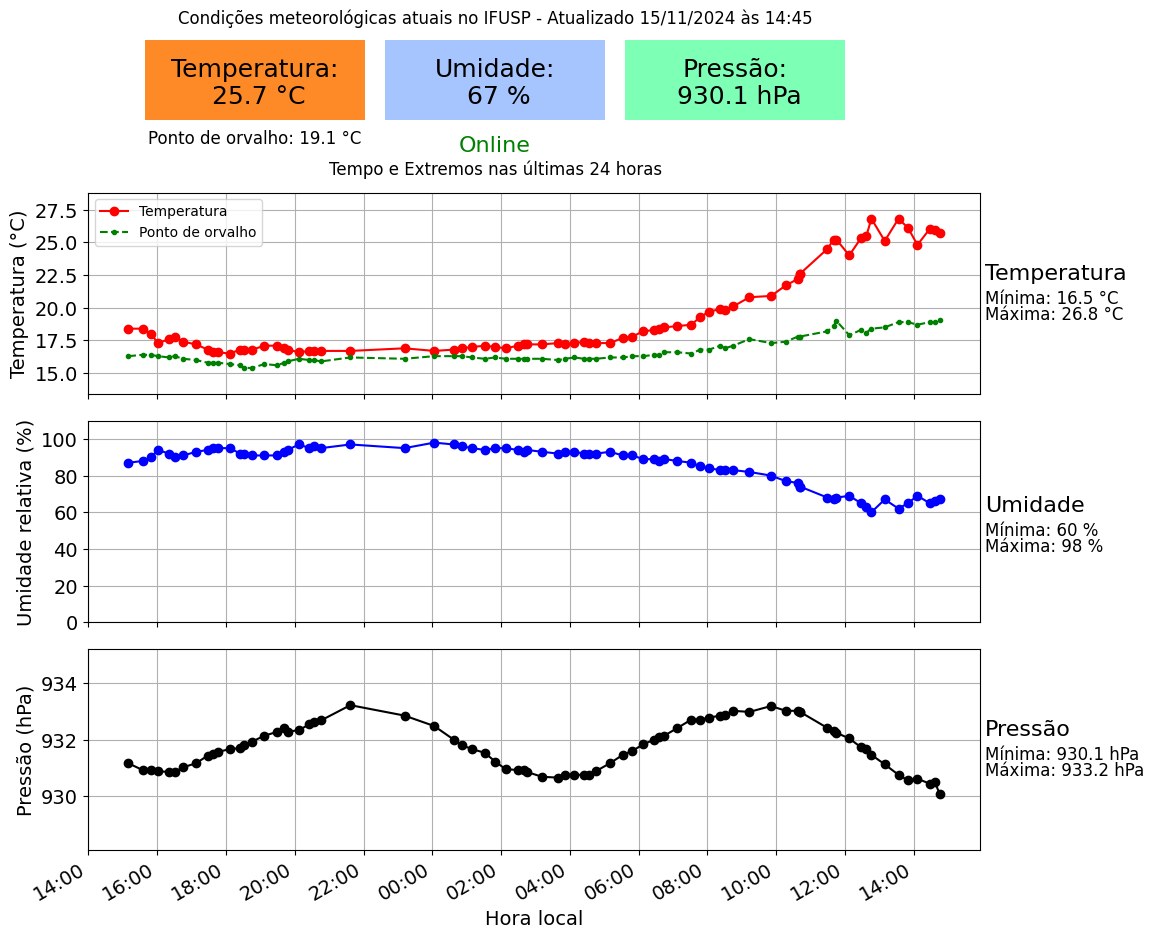 Condições meteorológicas atuais no IFUSP - Atualizado 15/11/2024 às 14:45
Temperatura:
25.7 °C
Umidade:
67 %
Pressão:
930.1 hPa
Ponto de orvalho: 19.1 °C
Online
Tempo e Extremos nas últimas 24 horas
Temperatura (°C)
27.5
25.0
22.5
20.0
17.5
15.0
Temperatura
Ponto de orvalho
Temperatura
Mínima: 16.5 °C
Máxima: 26.8 °C
Umidade relativa (%)
100
80
60
40
20
0
Umidade
Mínima: 60 %
Máxima: 98 %
Pressão (hPa)
934
932
930
Pressão
Mínima: 930.1 hPa
Máxima: 933.2 hPa
14:00
16:00
18:00
20:00
22:00
00:00
02:00
04:00
06:00
08:00
10:00
12:00
14:00
Hora local